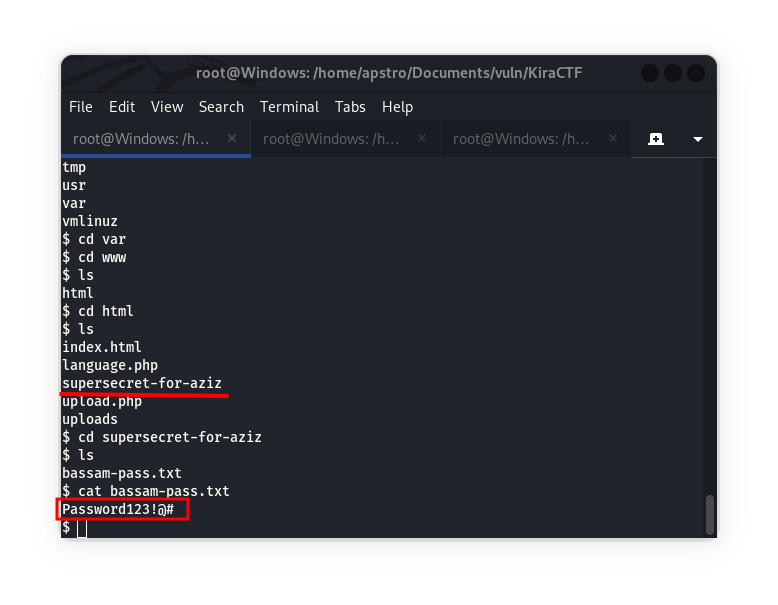 root@Windows: /home/apstro/Documents/vuln/KiraCTF
File Edit View Search Terminal Tabs Help
root@Windows: /h... × root@Windows: /h... × root@Windows: /h... ×
tmp
usr
var
vmlinuz
$ cd var
$ cd www
$ ls
html
$ cd html
$ ls
index.html
language.php
supersecret-for-aziz
upload.php
uploads
$ cd supersecret-for-aziz
$ ls
bassam-pass.txt
$ cat bassam-pass.txt
Password123!@#
$